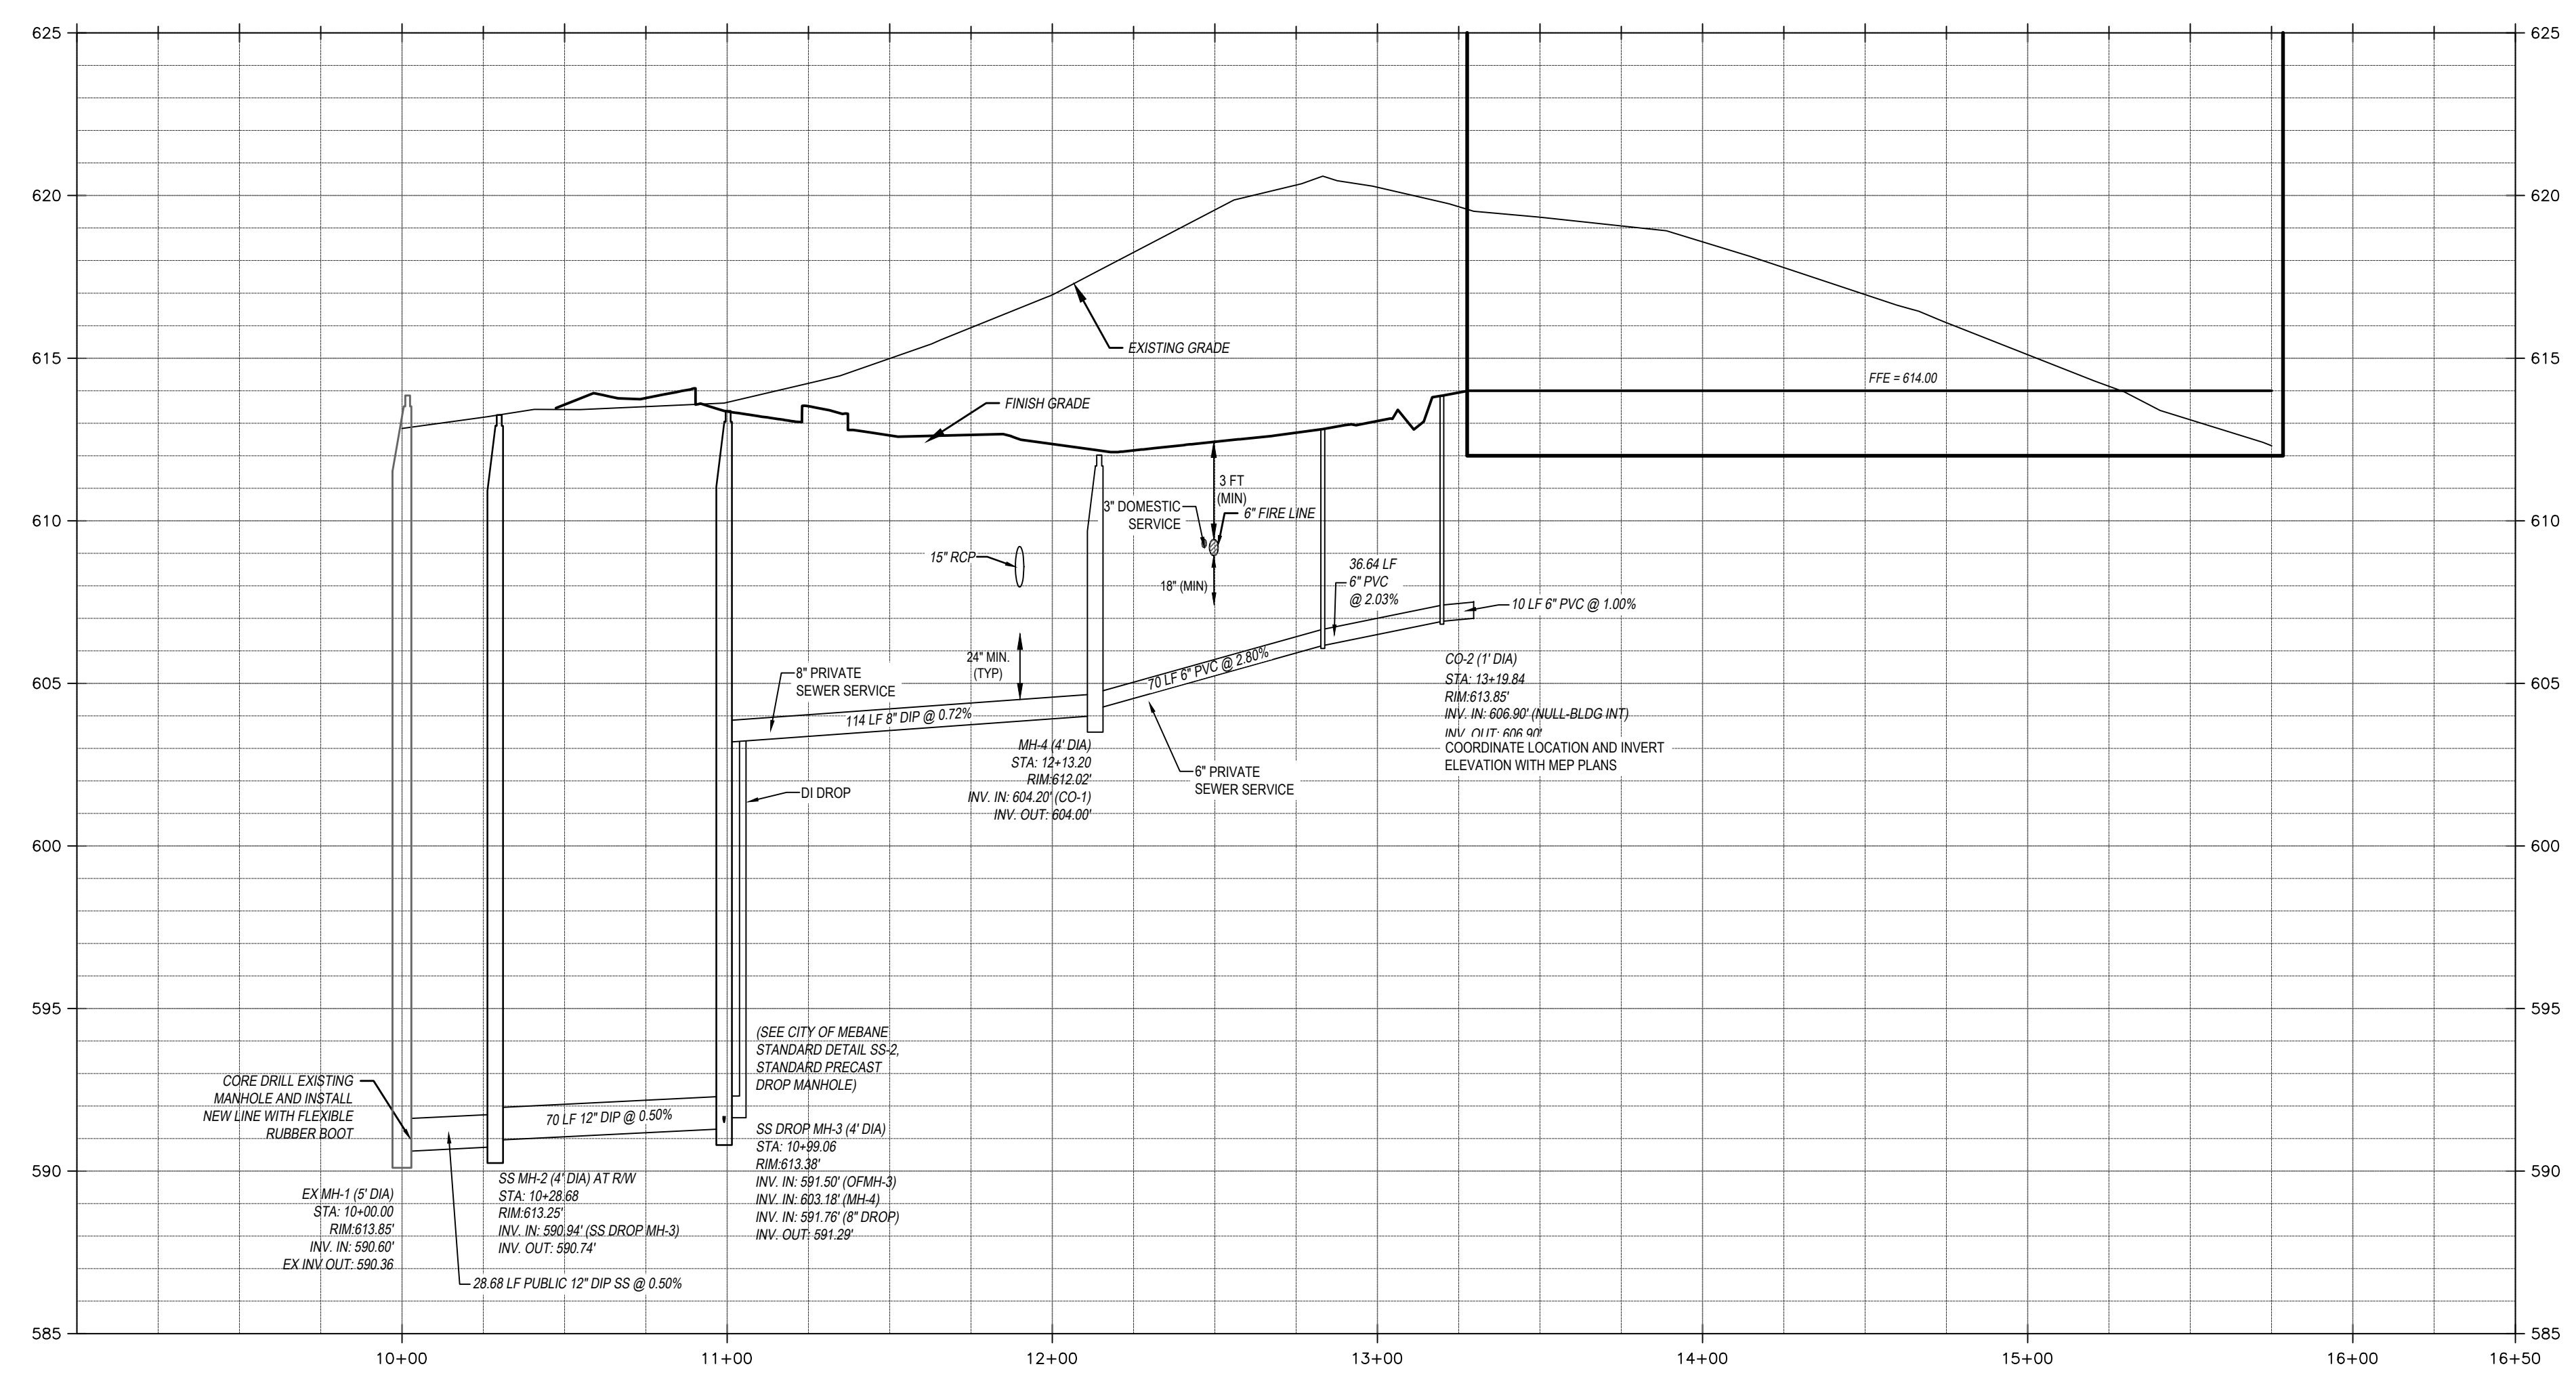 625
625
620
620
EXISTING GRADE
615
615
FFE = 614.00
FINISH GRADE
3 FT
(MIN)
3" DOMESTIC
SERVICE
6" FIRE LINE
610
610
15" RCP
18" (MIN)
36.64 LF
6" PVC
@ 2.03%
10 LF 6" PVC @ 1.00%
24" MIN.
(TYP)
8" PRIVATE
SEWER SERVICE
605
605
70 LF 6" PVC @ 2.80%
114 LF 8" DIP @ 0.72%
CO-2 (1' DIA)
STA: 13+19.84
RIM:613.85'
INV. IN: 606.90' (NULL-BLDG INT)
INV. OUT: 606.90'
COORDINATE LOCATION AND INVERT
ELEVATION WITH MEP PLANS
MH-4 (4' DIA)
STA: 12+13.20
RIM:612.02'
INV. IN: 604.20' (CO-1)
INV. OUT: 604.00'
6" PRIVATE
SEWER SERVICE
DI DROP
600
600
595
595
(SEE CITY OF MEBANE
STANDARD DETAIL SS-2,
STANDARD PRECAST
DROP MANHOLE)
CORE DRILL EXISTING
MANHOLE AND INSTALL
NEW LINE WITH FLEXIBLE
RUBBER BOOT
70 LF 12" DIP @ 0.50%
SS DROP MH-3 (4' DIA)
STA: 10+99.06
RIM:613.38'
INV. IN: 591.50' (OFMH-3)
INV. IN: 603.18' (MH-4)
INV. IN: 591.76' (8" DROP)
INV. OUT: 591.29'
590
590
SS MH-2 (4' DIA) AT R/W
STA: 10+28.68
RIM:613.25'
INV. IN: 590.94' (SS DROP MH-3)
INV. OUT: 590.74'
EX MH-1 (5' DIA)
STA: 10+00.00
RIM:613.85'
INV. IN: 590.60'
EX INV OUT: 590.36
28.68 LF PUBLIC 12" DIP SS @ 0.50%
585
585
10+00
11+00
12+00
13+00
14+00
15+00
16+00
16+50